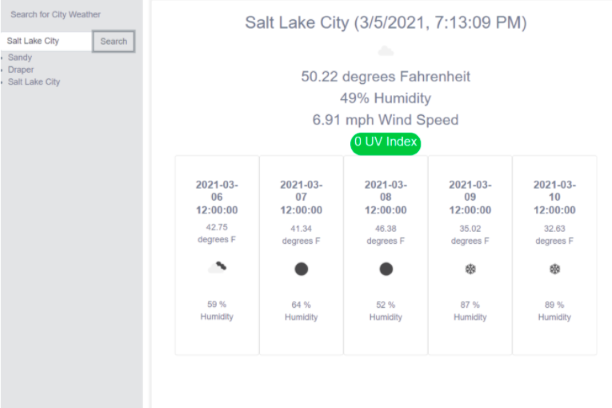 Search for City Weather
Salt Lake City
Search
Sandy
Draper
Salt Lake City
Salt Lake City (3/5/2021, 7:13:09 PM)
50.22 degrees Fahrenheit
49% Humidity
6.91 mph Wind Speed
0 UV Index
2021-03-
06
12:00:00
42.75
degrees F
59 %
Humidity
2021-03-
07
12:00:00
41.34
degrees F
64 %
Humidity
2021-03-
08
12:00:00
46.38
degrees F
52 %
Humidity
2021-03-
09
12:00:00
35.02
degrees F
87 %
Humidity
2021-03-
10
12:00:00
32.63
degrees F
89 %
Humidity